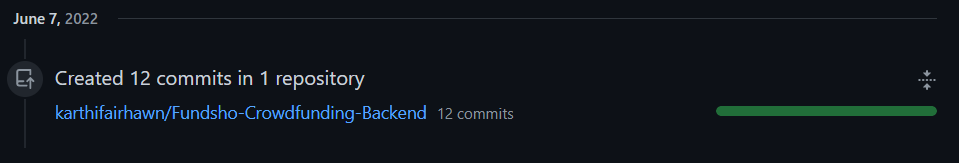 June 7, 2022
Created 12 commits in 1 repository
karthifairhawn/Fundsho-Crowdfunding-Backend 12 commits